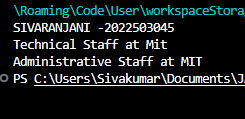 \Roaming\Code\User\workspaceStora
SIVARANJANI -2022503045
Technical Staff at Mit
Administrative Staff at MIT
PS C:\Users\Sivakumar\Documents\J